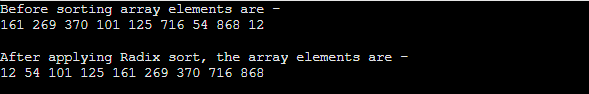 Before sorting array elements are -
161 269 370 101 125 716 54 868 12
After applying Radix sort, the array elements are -
12 54 101 125 161 269 370 716 868